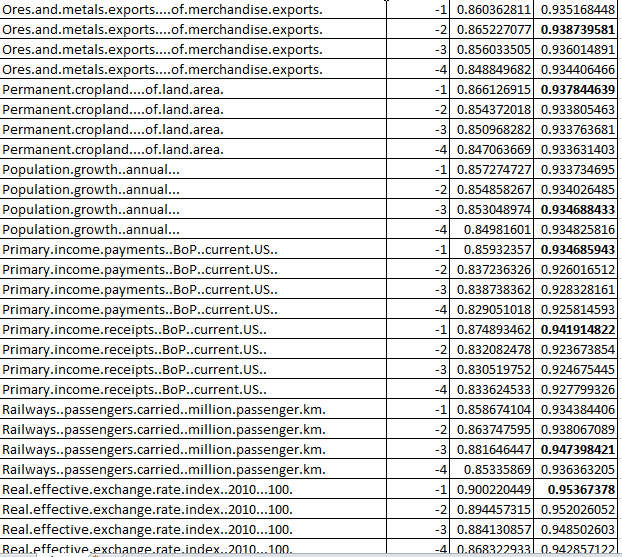 Ores.and.metals.exports....of.merchandise.exports. -1 0.860362811 0.935168448
Ores.and.metals.exports....of.merchandise.exports. -2 0.865227077 0.938739581
Ores.and.metals.exports....of.merchandise.exports. -3 0.856033505 0.936014891
Ores.and.metals.exports....of.merchandise.exports. -4 0.848849682 0.934406466
Permanent.cropland....of.land.area. -1 0.866126915 0.937844639
Permanent.cropland....of.land.area. -2 0.854372018 0.933805463
Permanent.cropland....of.land.area. -3 0.850968282 0.933763681
Permanent.cropland....of.land.area. -4 0.847063669 0.933631403
Population.growth..annual... -1 0.857274727 0.933734695
Population.growth..annual... -2 0.854858267 0.934026485
Population.growth..annual... -3 0.853048974 0.934688433
Population.growth..annual... -4 0.84981601 0.934825816
Primary.income.payments..BoP..current.US.. -1 0.85932357 0.934685943
Primary.income.payments..BoP..current.US.. -2 0.837236326 0.926016512
Primary.income.payments..BoP..current.US.. -3 0.838738362 0.928328161
Primary.income.payments..BoP..current.US.. -4 0.829051018 0.925814593
Primary.income.receipts..BoP..current.US.. -1 0.874893462 0.941914822
Primary.income.receipts..BoP..current.US.. -2 0.832082478 0.923673854
Primary.income.receipts..BoP..current.US.. -3 0.830519752 0.924675445
Primary.income.receipts..BoP..current.US.. -4 0.833624533 0.927799326
Railways..passengers.carried..million.passenger.km. -1 0.858674104 0.934384406
Railways..passengers.carried..million.passenger.km. -2 0.863747595 0.938067089
Railways..passengers.carried..million.passenger.km. -3 0.881646447 0.947398421
Railways..passengers.carried..million.passenger.km. -4 0.85335869 0.936363205
Real.effective.exchange.rate.index..2010...100. -1 0.900220449 0.95367378
Real.effective.exchange.rate.index..2010...100. -2 0.894457315 0.952026052
Real.effective.exchange.rate.index..2010...100. -3 0.884130857 0.948502603
Real.effective.exchange.rate.index..2010...100. -4 0.868322933 0.942857122